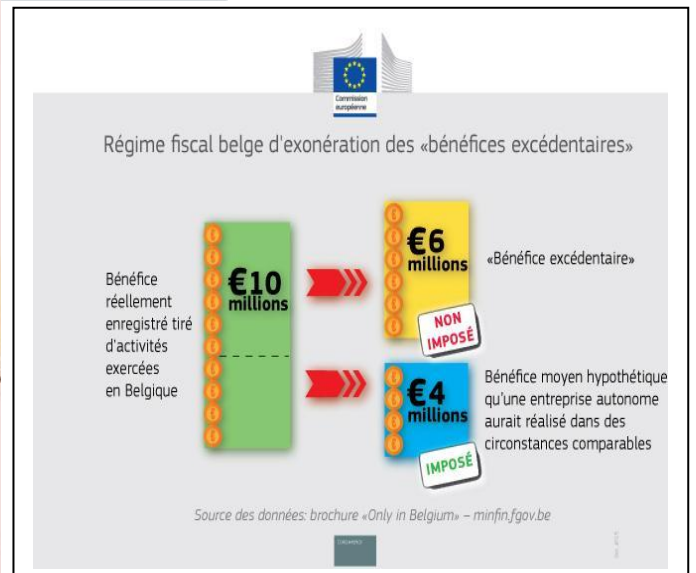 Commission
européenne
Régime fiscal belge d'exonération des «bénéfices excédentaires»
Bénéfice
réellement
enregistré tiré
d'activités
exercées
en Belgique
€10
millions
€6
millions
NON
IMPOSÉ
«Bénéfice excédentaire»
€4
millions
IMPOSÉ
Bénéfice moyen hypothétique
qu'une entreprise autonome
aurait réalisé dans des
circonstances comparables
Source des données: brochure «Only in Belgium» – minfin.fgov.be